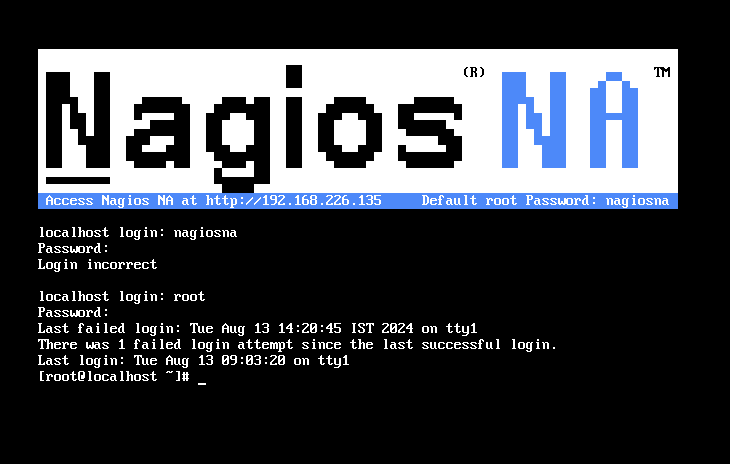 Nagios (R) NA TM
Access Nagios NA at http://192.168.226.135 Default root Password: nagiosna
localhost login: nagiosna
Password:
Login incorrect
localhost login: root
Password:
Last failed login: Tue Aug 13 14:20:45 IST 2024 on tty1
There was 1 failed login attempt since the last successful login.
Last login: Tue Aug 13 09:03:20 on tty1
[root@localhost ~]# _